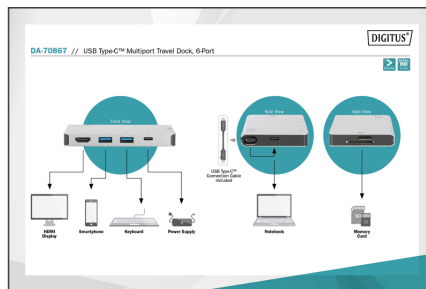 DIGITUS®
DA-70867 // USB Type-C™ Multiport Travel Dock, 6-Port
HD
Front View
Side View
Side View
USB Type-C™
Connection Cable
included
HDMI
Display
Smartphone
Keyboard
Power Supply
Notebook
Memory
Card